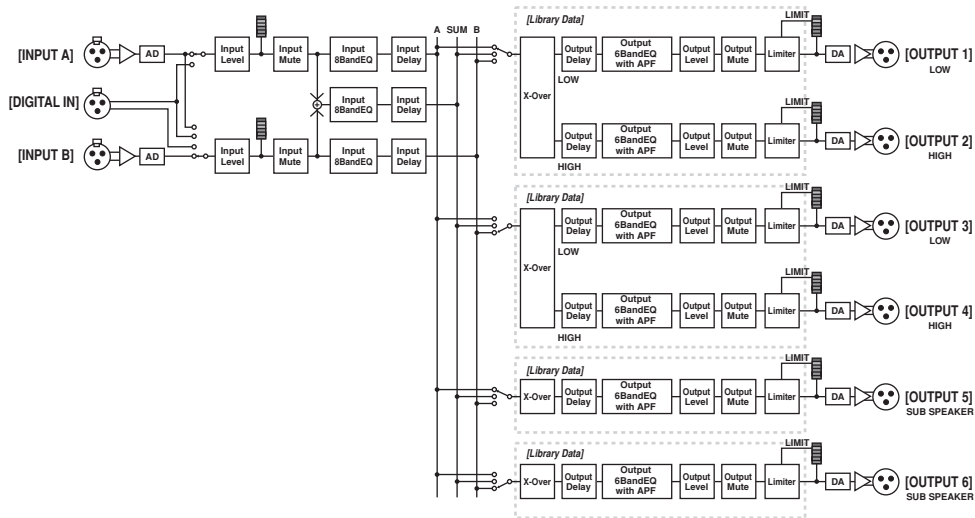 [Library Data]
LIMIT
A SUM B
[INPUT A]
AD
Input Level
Input Mute
Input 8BandEQ
Input Delay
X-Over
Output Delay
Output 6BandEQ with APF
Output Level
Output Mute
Limiter
DA
[OUTPUT 1]
LOW
LOW
[DIGITAL IN]
Input 8BandEQ
Input Delay
LIMIT
[INPUT B]
AD
Input Level
Input Mute
Input 8BandEQ
Input Delay
Output Delay
Output 6BandEQ with APF
Output Level
Output Mute
Limiter
DA
[OUTPUT 2]
HIGH
HIGH
[Library Data]
LIMIT
X-Over
Output Delay
Output 6BandEQ with APF
Output Level
Output Mute
Limiter
DA
[OUTPUT 3]
LOW
LOW
LIMIT
Output Delay
Output 6BandEQ with APF
Output Level
Output Mute
Limiter
DA
[OUTPUT 4]
HIGH
HIGH
[Library Data]
LIMIT
X-Over
Output Delay
Output 6BandEQ with APF
Output Level
Output Mute
Limiter
DA
[OUTPUT 5]
SUB SPEAKER
[Library Data]
LIMIT
X-Over
Output Delay
Output 6BandEQ with APF
Output Level
Output Mute
Limiter
DA
[OUTPUT 6]
SUB SPEAKER